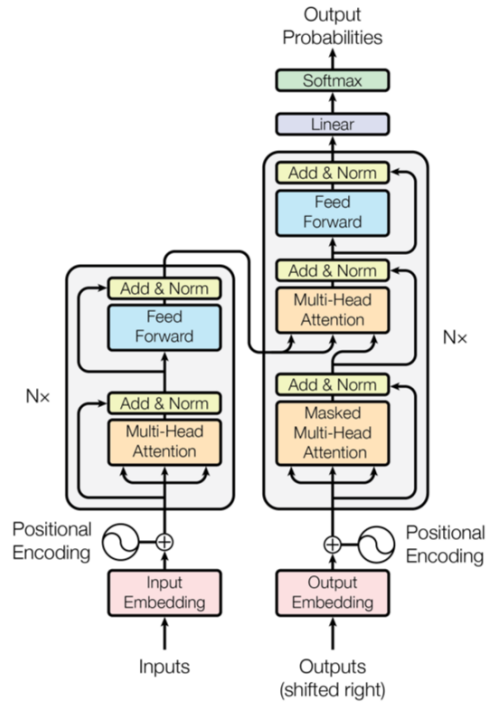 Output
Probabilities
Softmax
Linear
Add & Norm
Feed
Forward
Add & Norm
Multi-Head
Attention
Add & Norm
Masked
Multi-Head
Attention
N×
Add & Norm
Feed
Forward
Add & Norm
Multi-Head
Attention
N×
Positional
Encoding
Positional
Encoding
Input
Embedding
Output
Embedding
Inputs
Outputs
(shifted right)